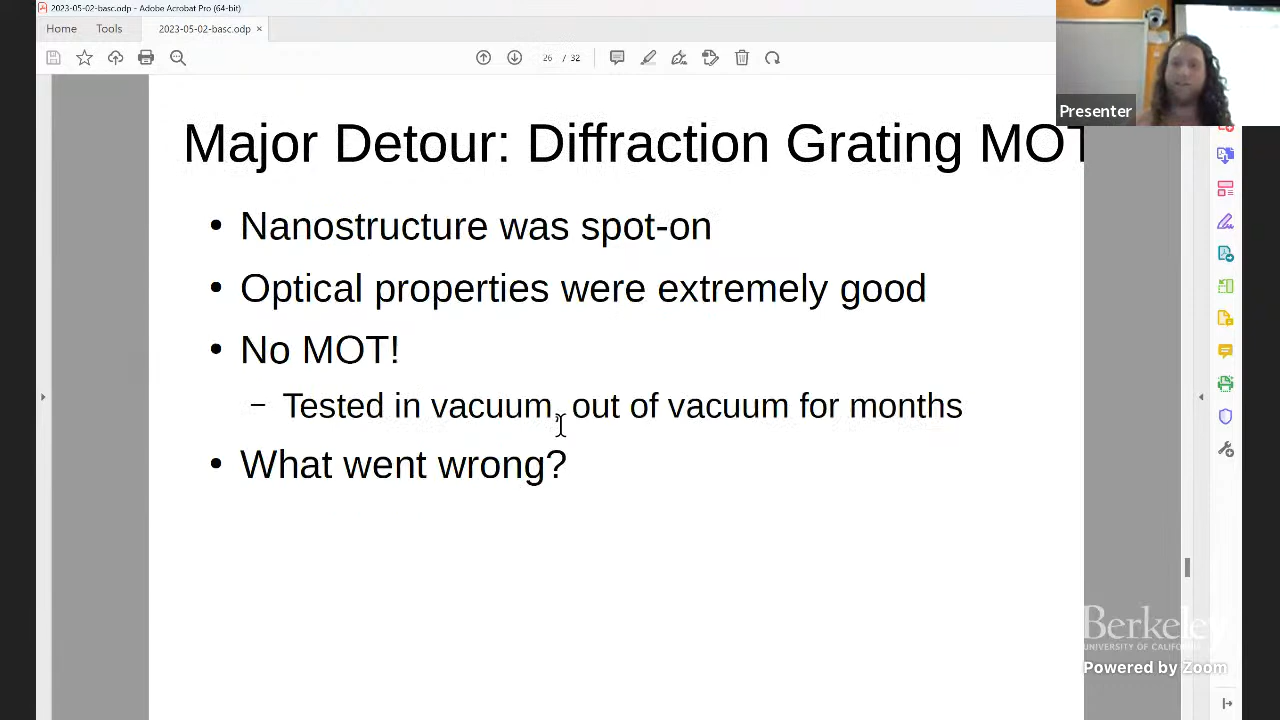 2023-05-02-basc.odp - Adobe Acrobat Pro (64-bit)
Home Tools 2023-05-02-basc.odp ×
26 / 32
Presenter
Major Detour: Diffraction Grating MOT
• Nanostructure was spot-on
• Optical properties were extremely good
• No MOT!
– Tested in vacuum, out of vacuum for months
• What went wrong?
Berkeley
UNIVERSITY OF CALIFORNIA
Powered by Zoom